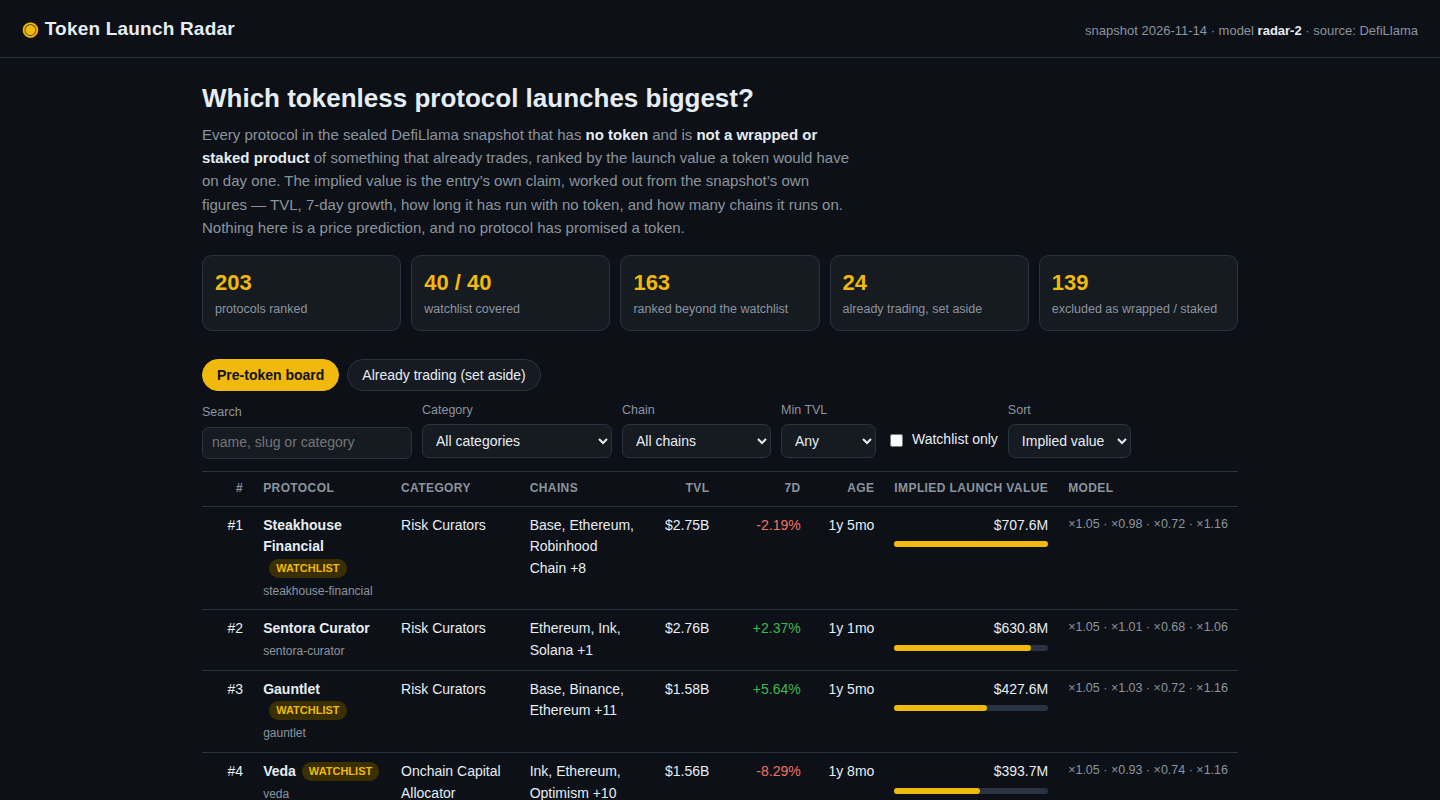 Token Launch Radar
snapshot 2026-11-14 · model radar-2 · source: DefiLlama
Which tokenless protocol launches biggest?
Every protocol in the sealed DefiLlama snapshot that has no token and is not a wrapped or
staked product of something that already trades, ranked by the launch value a token would have
on day one. The implied value is the entry’s own claim, worked out from the snapshot’s own
figures — TVL, 7-day growth, how long it has run with no token, and how many chains it runs on.
Nothing here is a price prediction, and no protocol has promised a token.
203
protocols ranked
40 / 40
watchlist covered
163
ranked beyond the watchlist
24
already trading, set aside
139
excluded as wrapped / staked
Pre-token board
Already trading (set aside)
Search
name, slug or category
Category
All categories
Chain
All chains
Min TVL
Any
Watchlist only
Sort
Implied value
# PROTOCOL CATEGORY CHAINS TVL 7D AGE IMPLIED LAUNCH VALUE MODEL
#1 Steakhouse Risk Curators Base, Ethereum, $2.75B -2.19% 1y 5mo $707.6M ×1.05 · ×0.98 · ×0.72 · ×1.16
Financial Robinhood
WATCHLIST Chain +8
steakhouse-financial
#2 Sentora Curator Risk Curators Ethereum, Ink, $2.76B +2.37% 1y 1mo $630.8M ×1.05 · ×1.01 · ×0.68 · ×1.06
sentora-curator Solana +1
#3 Gauntlet Risk Curators Base, Binance, $1.58B +5.64% 1y 5mo $427.6M ×1.05 · ×1.03 · ×0.72 · ×1.16
WATCHLIST Ethereum +11
gauntlet
#4 Veda WATCHLIST Onchain Capital Ink, Ethereum, $1.56B -8.29% 1y 8mo $393.7M ×1.05 · ×0.93 · ×0.74 · ×1.16
veda Allocator Optimism +10